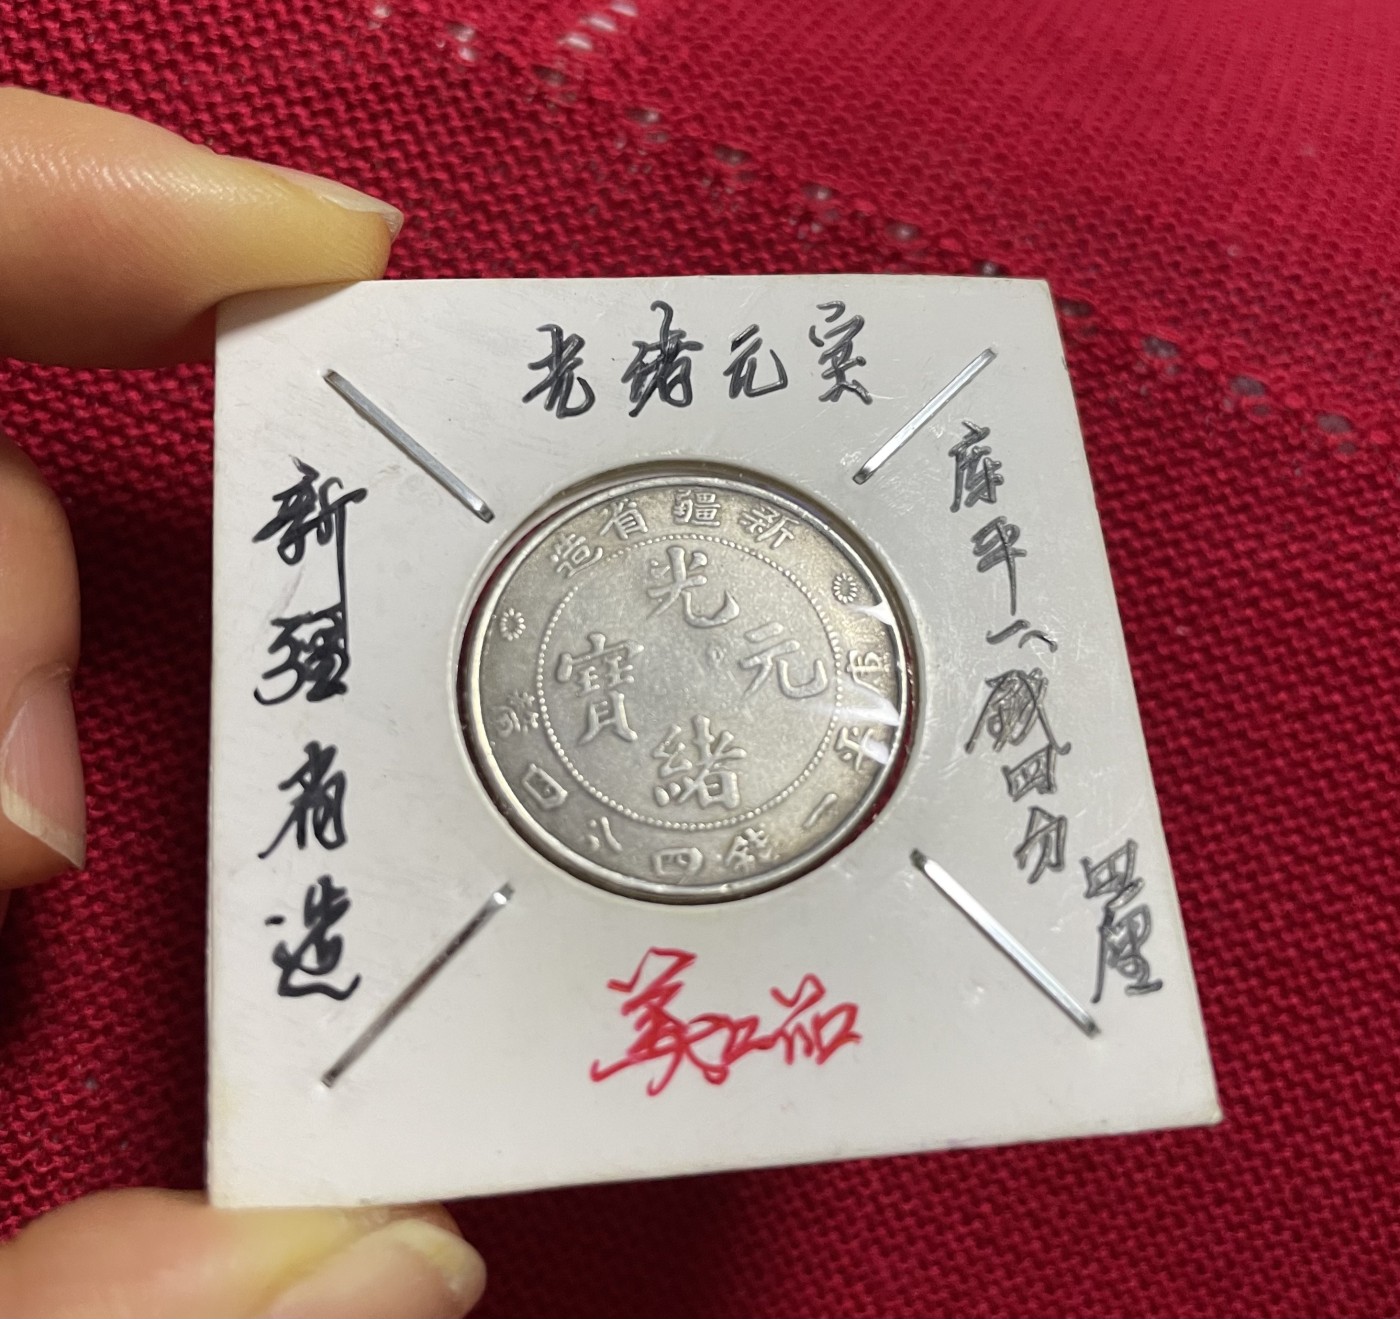 光绪元宝
新疆省造
库平一钱四分
四厘
新疆省造
光緒元寶
庫平一錢四分四釐
美品